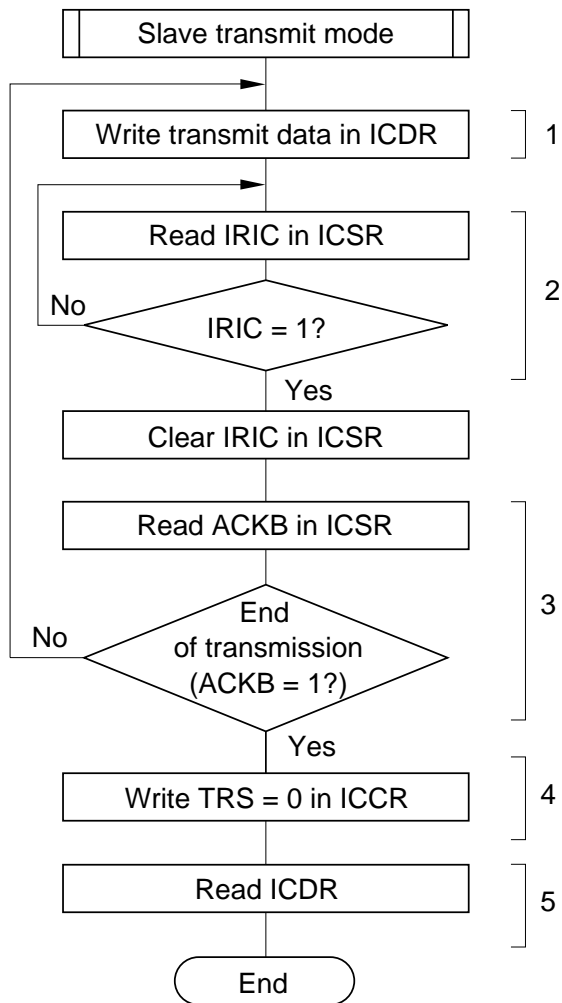 Slave transmit mode
Write transmit data in ICDR
1
Read IRIC in ICSR
2
No
IRIC = 1?
Yes
Clear IRIC in ICSR
Read ACKB in ICSR
3
End
No
of transmission
(ACKB = 1?)
Yes
Write TRS = 0 in ICCR
4
Read ICDR
5
End